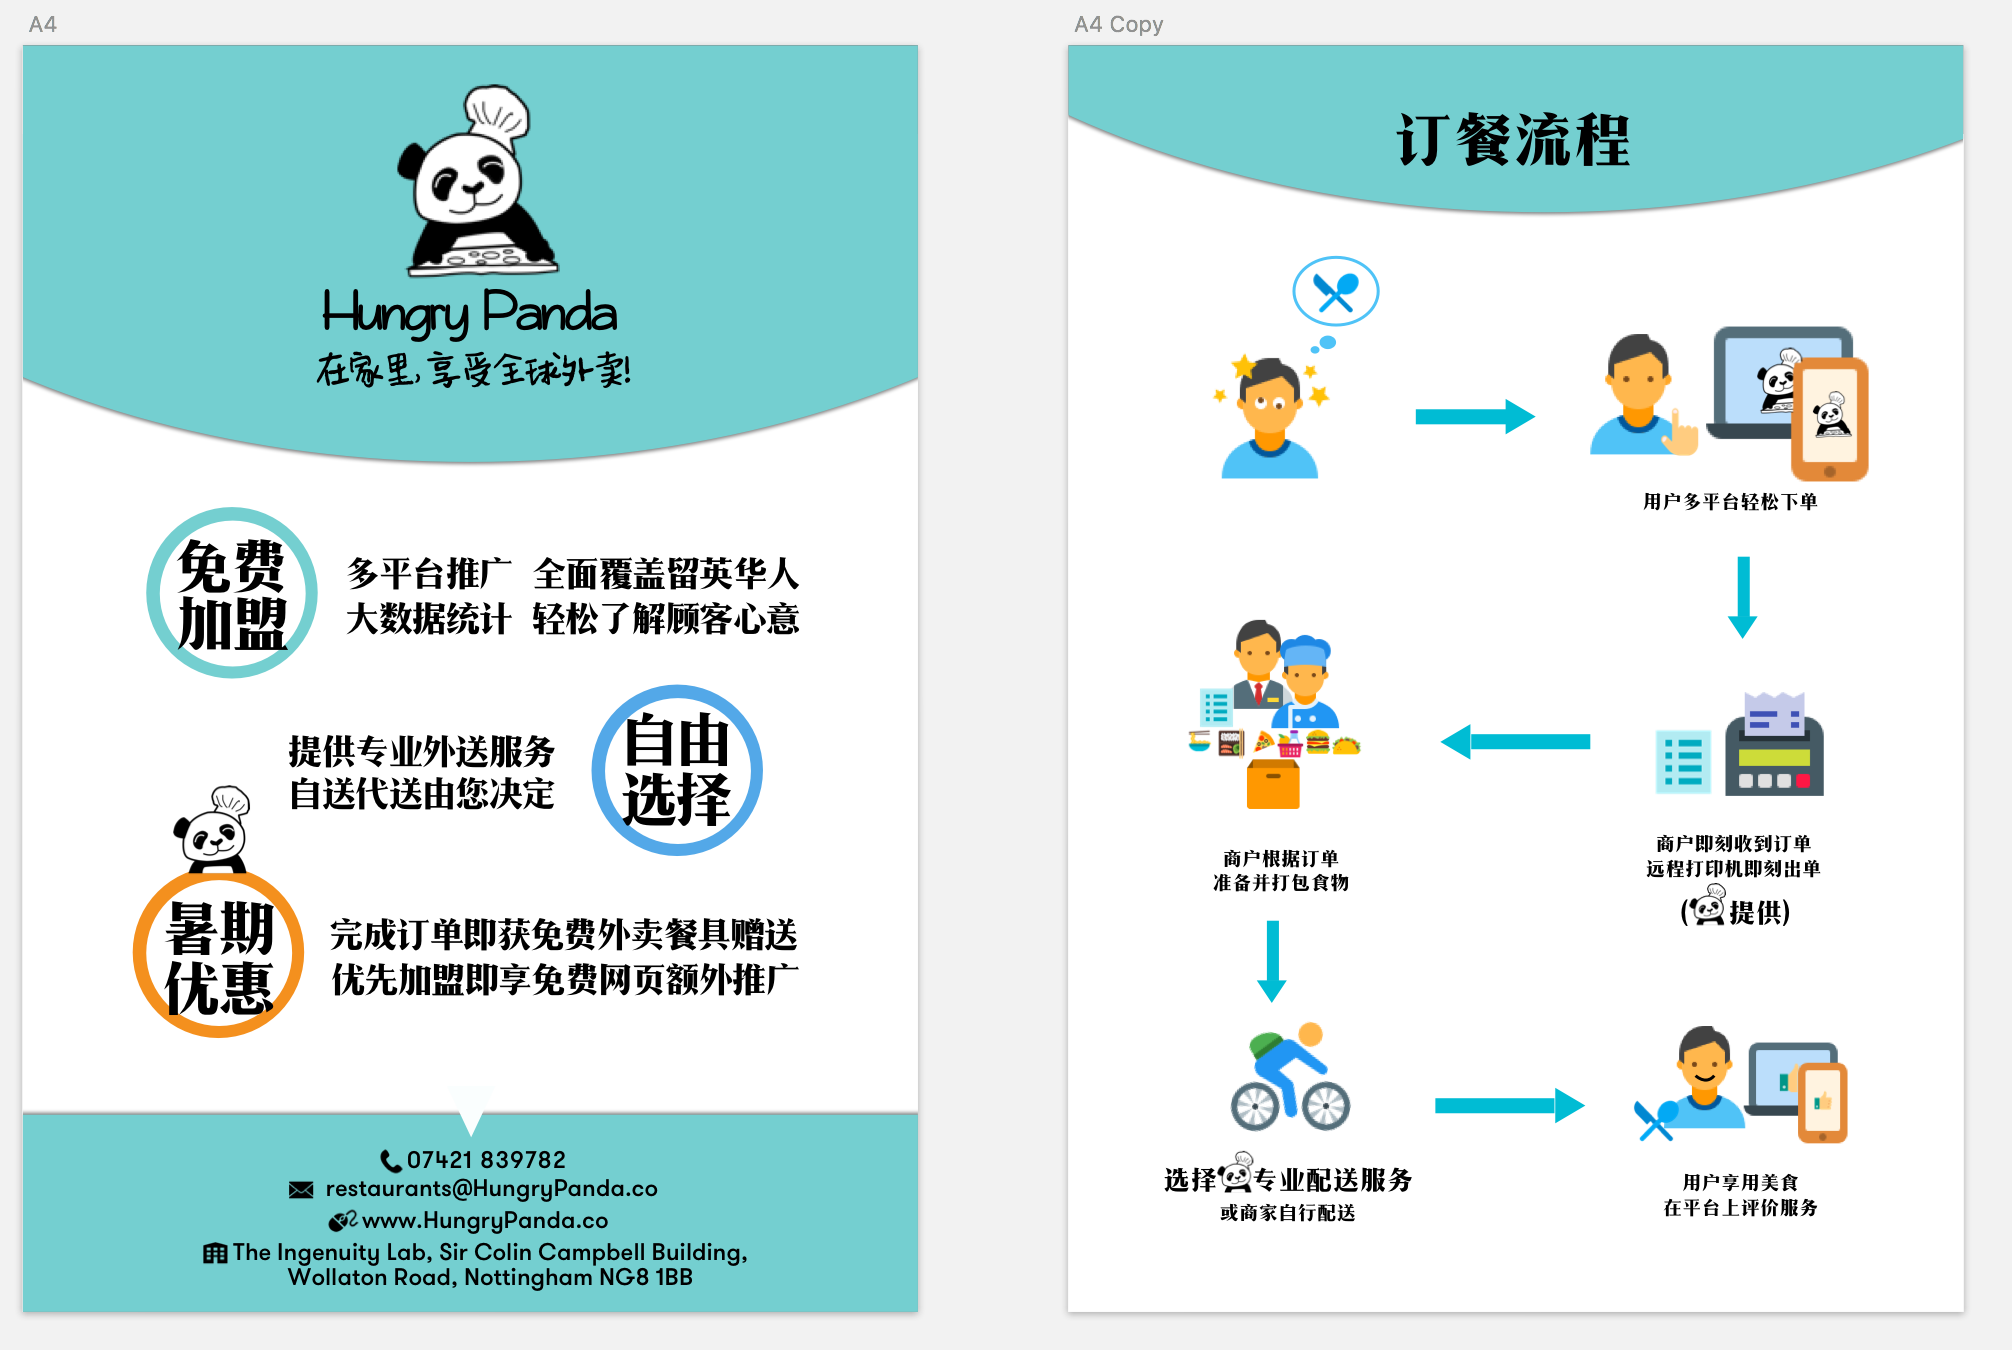 A4
Hungry Panda
在家里,享受全球外卖!
免费
加盟
多平台推广 全面覆盖留英华人
大数据统计 轻松了解顾客心意
提供专业外送服务
自送代送由您决定
自由
选择
暑期
优惠
完成订单即获免费外卖餐具赠送
优先加盟即享免费网页额外推广
07421 839782
restaurants@HungryPanda.co
www.HungryPanda.co
The Ingenuity Lab, Sir Colin Campbell Building,
Wollaton Road, Nottingham NG8 1BB
A4 Copy
订餐流程
用户多平台轻松下单
商户即刻收到订单
远程打印机即刻出单
(提供)
商户根据订单
准备并打包食物
选择专业配送服务
或商家自行配送
用户享用美食
在平台上评价服务